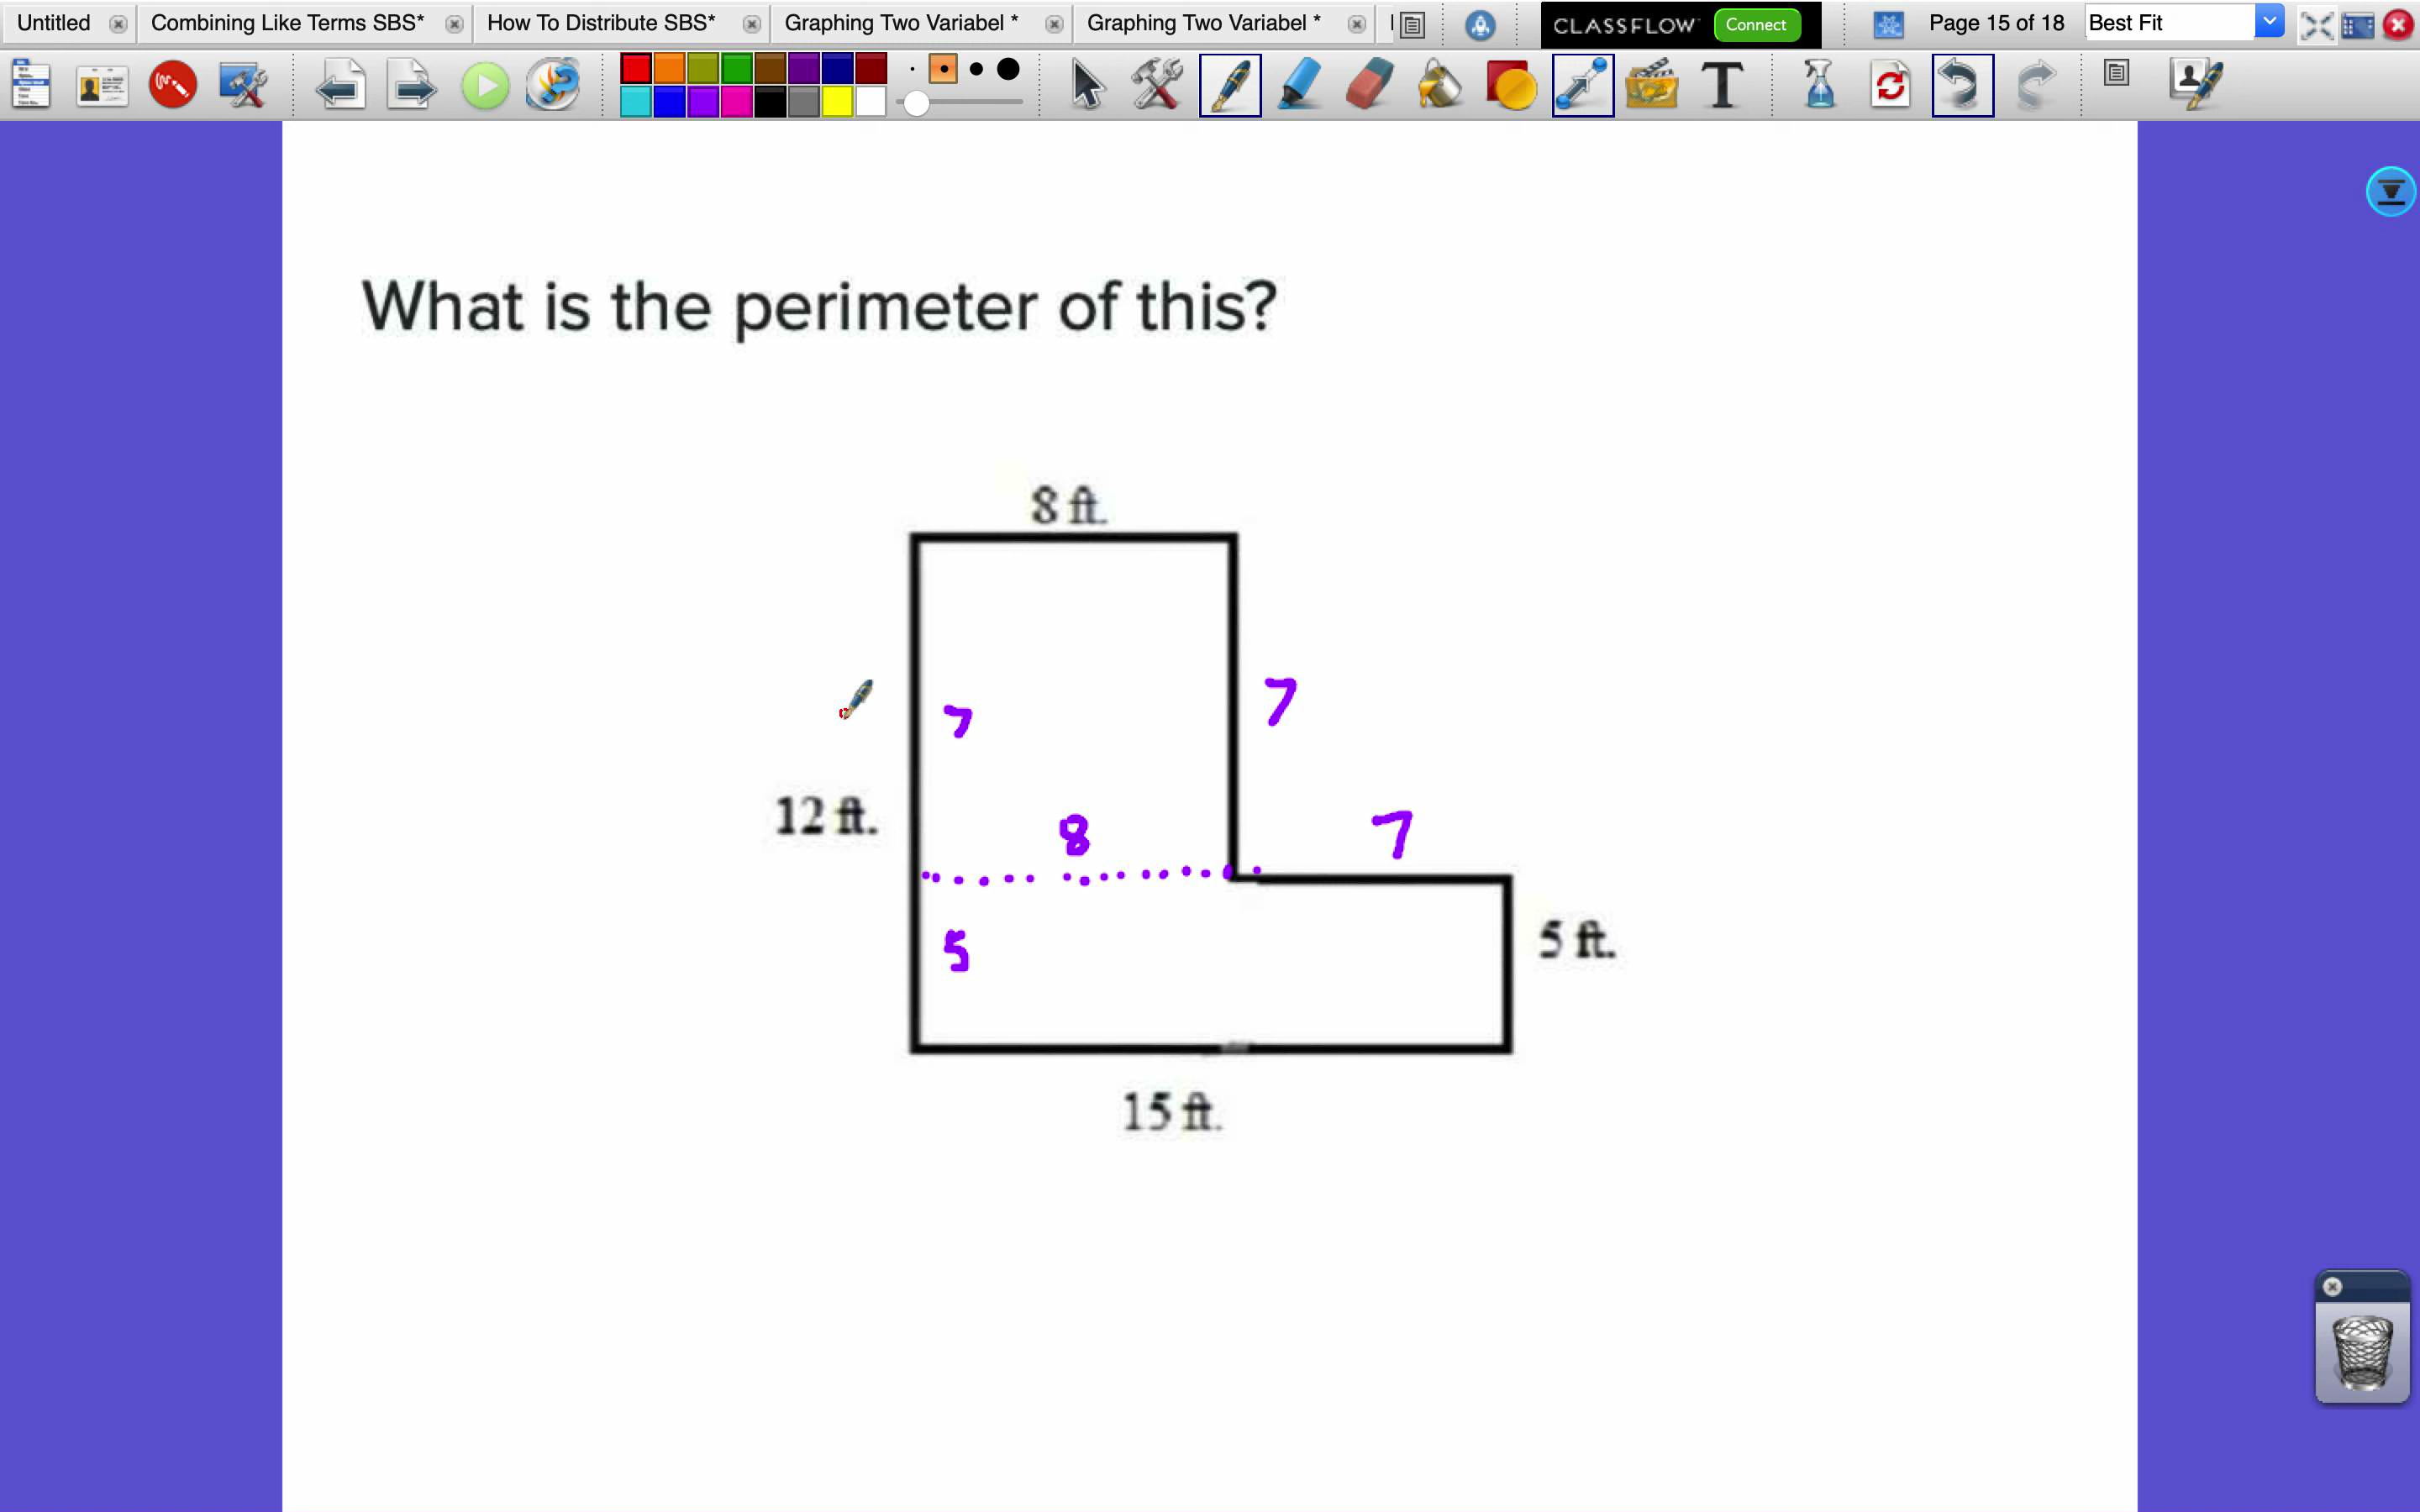 Untitled Combining Like Terms SBS* How To Distribute SBS* Graphing Two Variabel * Graphing Two Variabel * CLASSFLOW Connect Page 15 of 18 Best Fit
T
What is the perimeter of this?
8 ft.
7 7
12 ft. 8 7
5 5 ft.
15 ft.